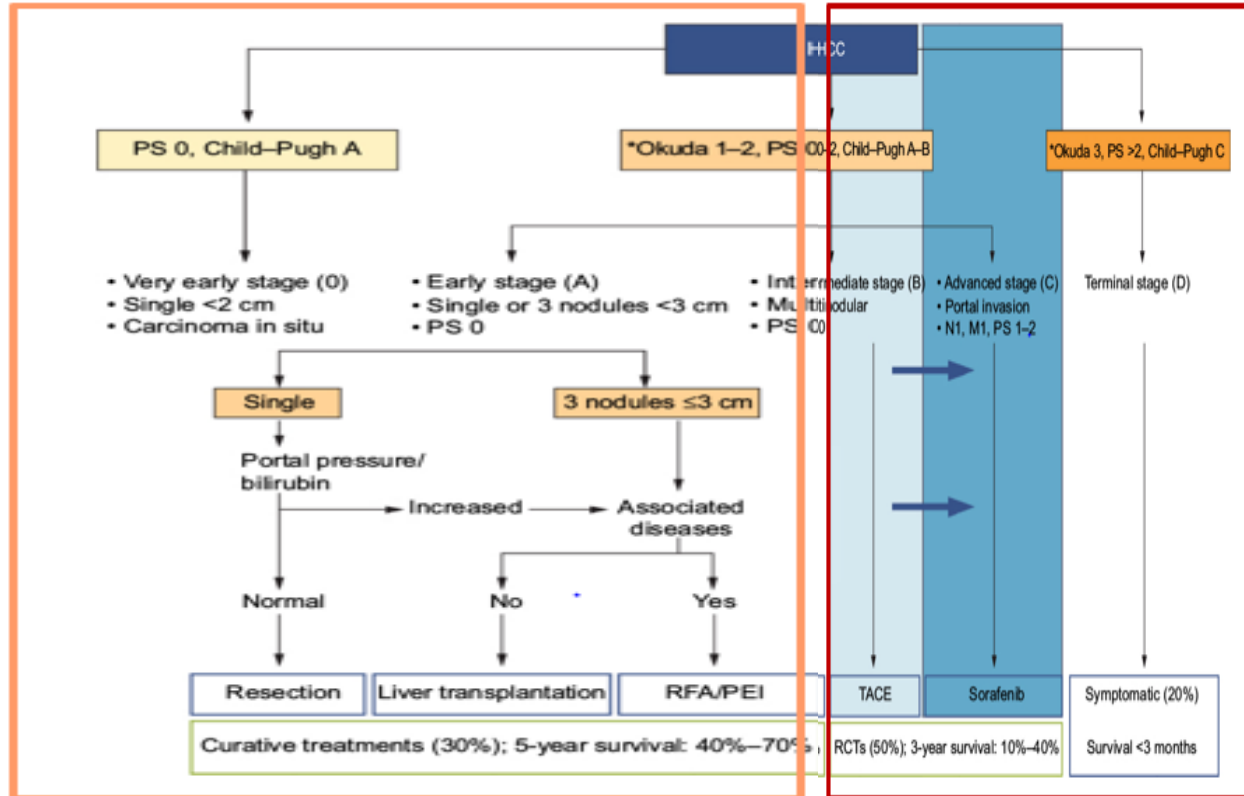 HCC
PS 0, Child–Pugh A
*Okuda 1–2, PS 0–2, Child–Pugh A–B
*Okuda 3, PS >2, Child–Pugh C
• Very early stage (0)
• Single <2 cm
• Carcinoma in situ
• Early stage (A)
• Single or 3 nodules <3 cm
• PS 0
• Intermediate stage (B)
• Multinodular
• PS 0
• Advanced stage (C)
• Portal invasion
• N1, M1, PS 1–2
Terminal stage (D)
Single
3 nodules ≤3 cm
Portal pressure/
bilirubin
Increased
Associated
diseases
Normal
No
Yes
Resection
Liver transplantation
RFA/PEI
TACE
Sorafenib
Symptomatic (20%)
Curative treatments (30%); 5-year survival: 40%–70%
RCTs (50%); 3-year survival: 10%–40%
Survival <3 months